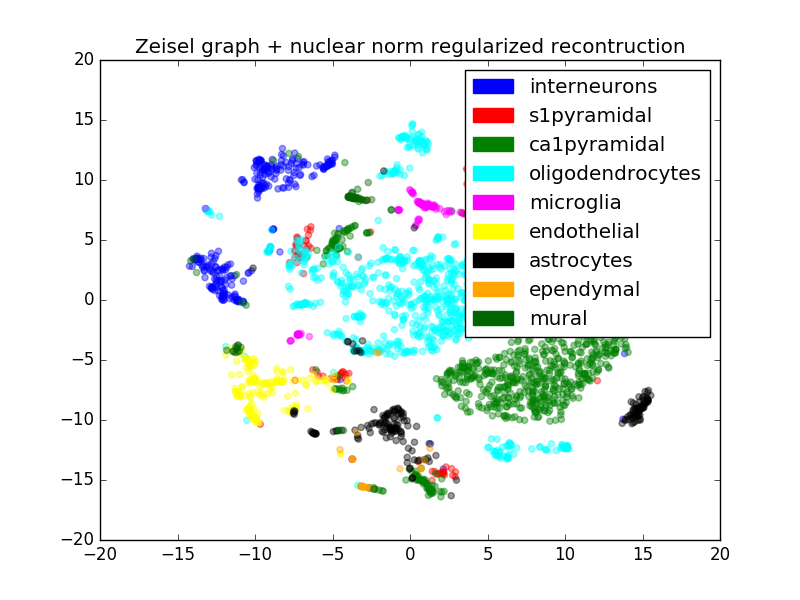 Zeisel graph + nuclear norm regularized recontruction
20
15
10
5
0
−5
−10
−15
−20
−20
−15
−10
−5
0
5
10
15
20
interneurons
s1pyramidal
ca1pyramidal
oligodendrocytes
microglia
endothelial
astrocytes
ependymal
mural